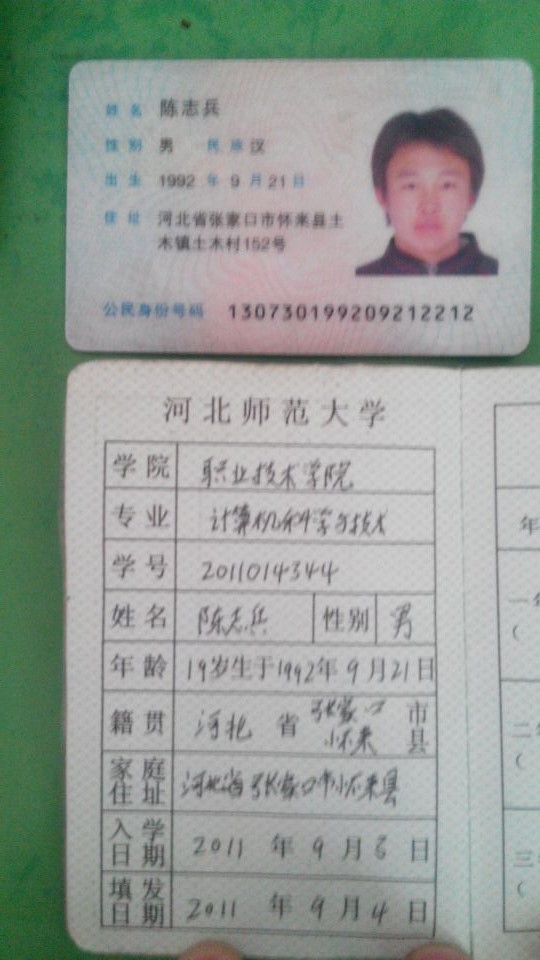 姓名 陈志兵
性别 男 民族 汉
出生 1992 年 9 月 21 日
住址 河北省张家口市怀来县土
木镇土木村152号
公民身份号码 130730199209212212
河北师范大学
学院 职业技术学院
专业 计算机科学与技术
学号 2011014344
姓名 陈志兵 性别 男
年龄 19岁生于1992年9月21日
籍贯 河北 省 张家口 市
怀来 县
家庭住址 河北省张家口市怀来县
入学日期 2011 年 9 月 日
填发日期 2011 年 9 月 4 日
年
一年
(
二年
(
三年
(